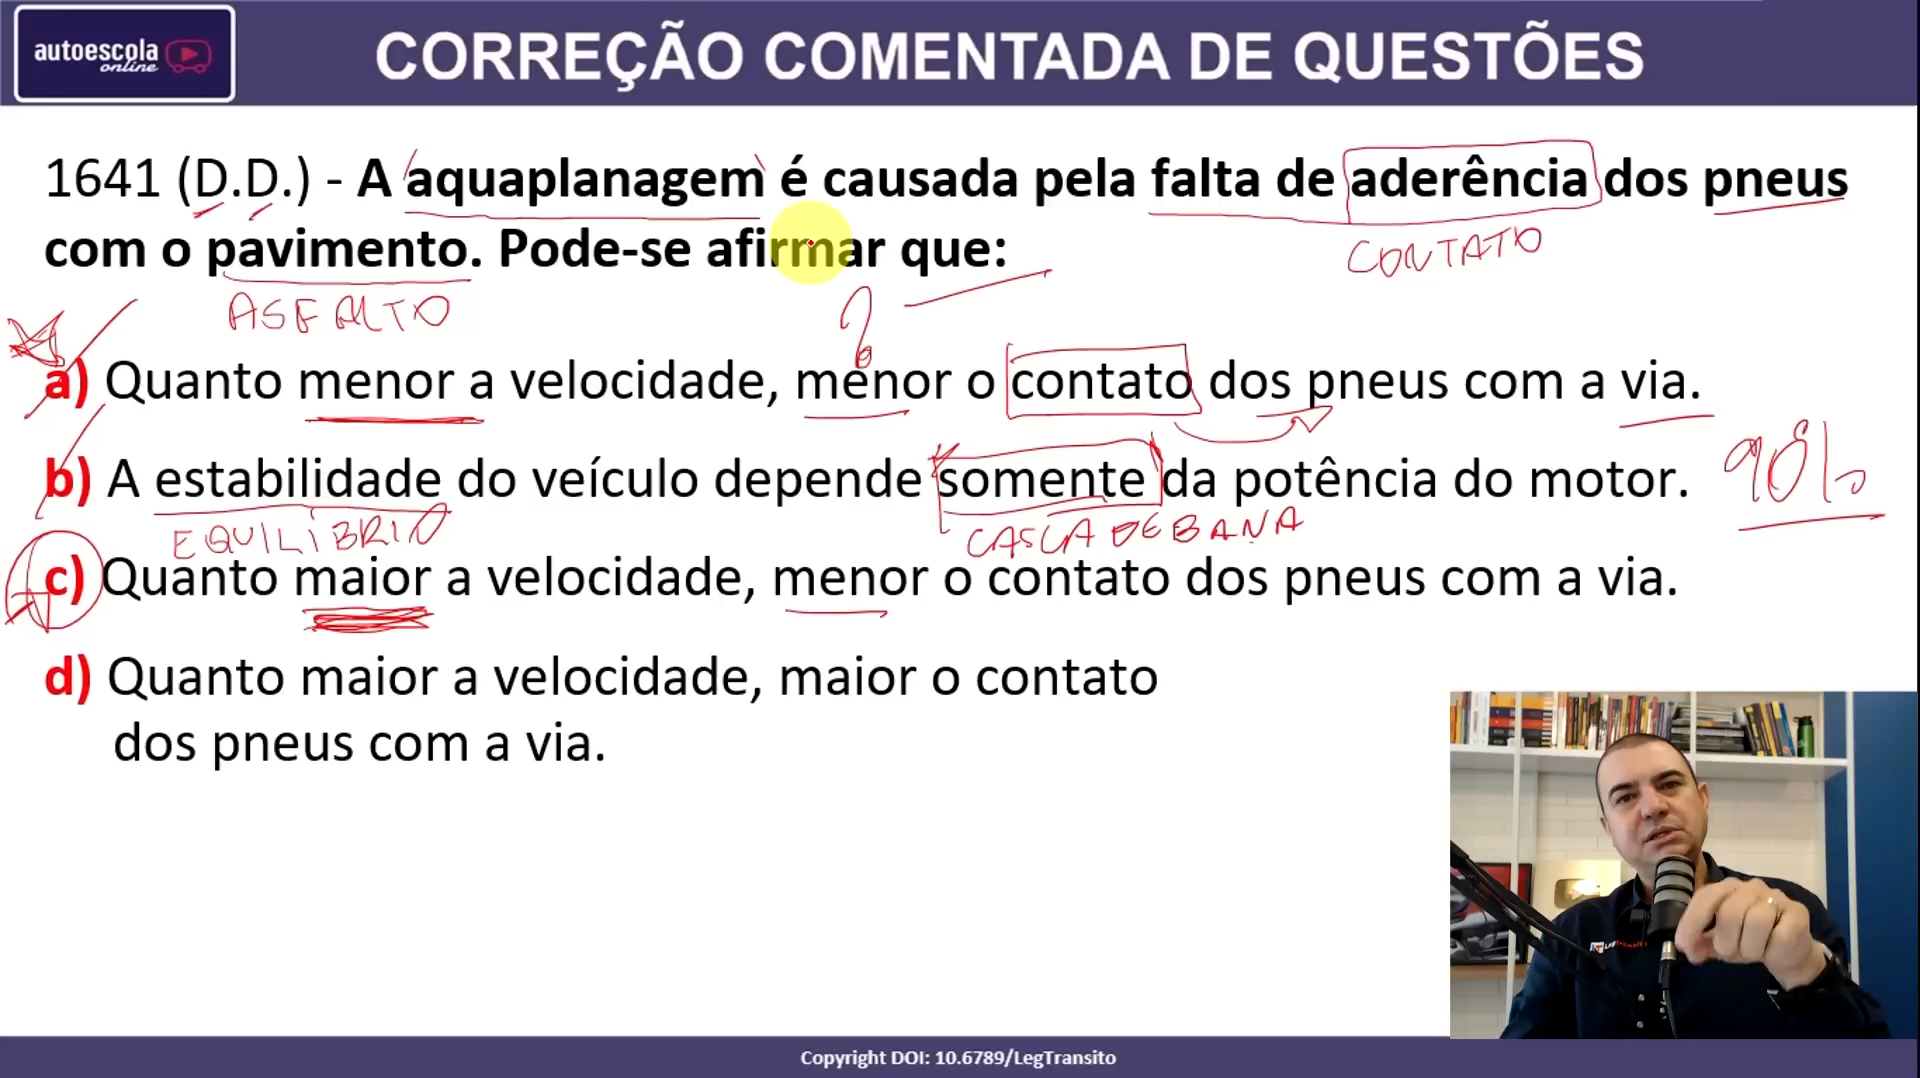 autoescola
online
CORREÇÃO COMENTADA DE QUESTÕES
1641 (D.D.) - A aquaplanagem é causada pela falta de aderência dos pneus
com o pavimento. Pode-se afirmar que:
CONTATO
ASFALTO
?
a) Quanto menor a velocidade, menor o contato dos pneus com a via.
b) A estabilidade do veículo depende somente da potência do motor.
90%
EQUILÍBRIO
CASCA DE BANANA
c) Quanto maior a velocidade, menor o contato dos pneus com a via.
d) Quanto maior a velocidade, maior o contato
dos pneus com a via.
Copyright DOI: 10.6789/LegTransito